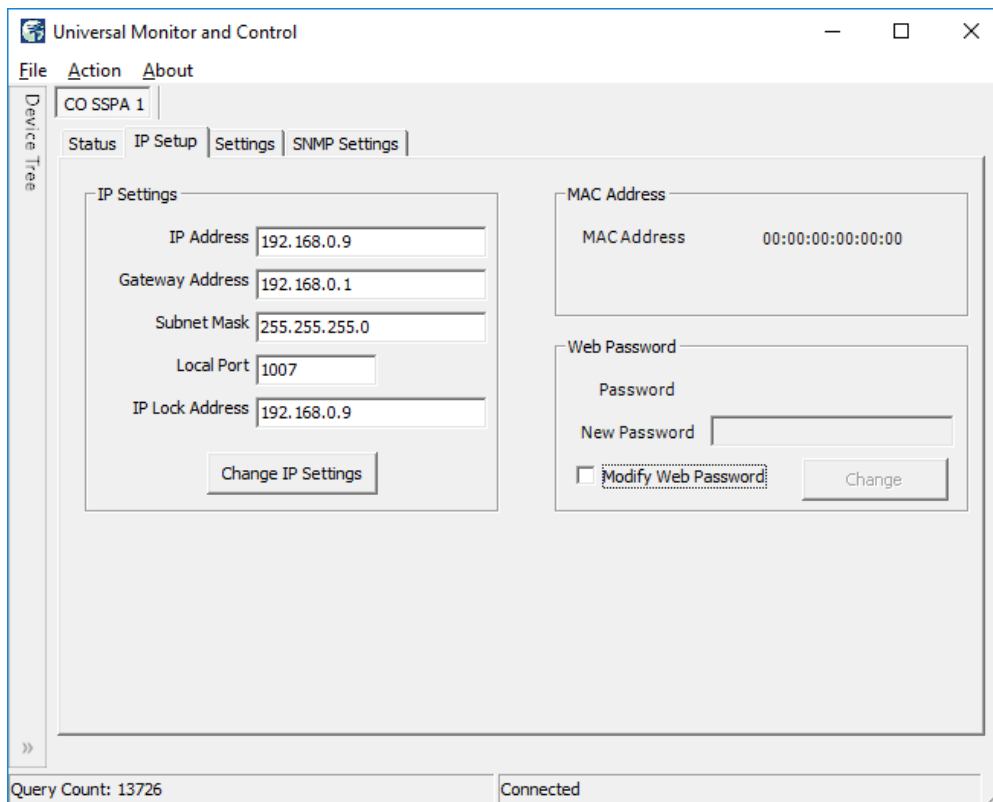 Universal Monitor and Control
File Action About
Device Tree
CO SSPA 1
Status IP Setup Settings SNMP Settings
IP Settings
IP Address 192.168.0.9
Gateway Address 192.168.0.1
Subnet Mask 255.255.255.0
Local Port 1007
IP Lock Address 192.168.0.9
Change IP Settings
MAC Address
MAC Address 00:00:00:00:00:00
Web Password
Password
New Password
Modify Web Password Change
»
Query Count: 13726 Connected